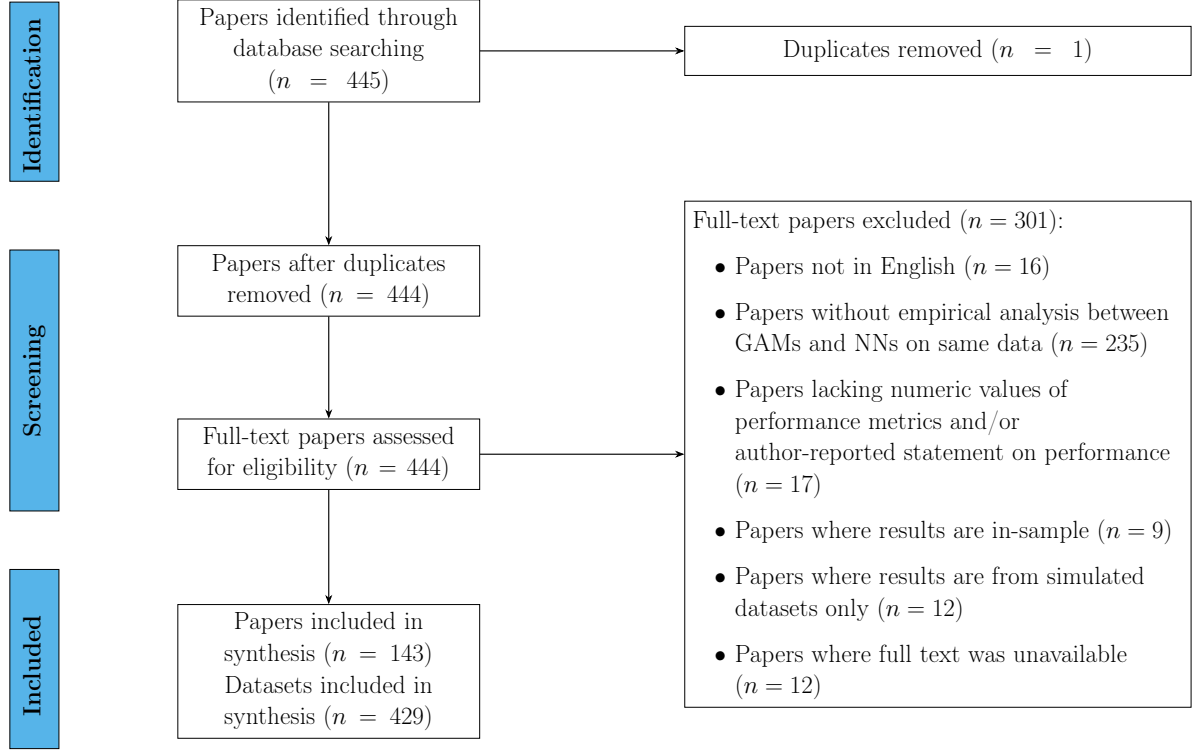 Identification
Papers identified through
database searching
(n = 445)
Duplicates removed (n = 1)
Screening
Papers after duplicates
removed (n = 444)
Full-text papers assessed
for eligibility (n = 444)
Full-text papers excluded (n = 301):
• Papers not in English (n = 16)
• Papers without empirical analysis between
GAMs and NNs on same data (n = 235)
• Papers lacking numeric values of
performance metrics and/or
author-reported statement on performance
(n = 17)
• Papers where results are in-sample (n = 9)
• Papers where results are from simulated
datasets only (n = 12)
• Papers where full text was unavailable
(n = 12)
Included
Papers included in
synthesis (n = 143)
Datasets included in
synthesis (n = 429)